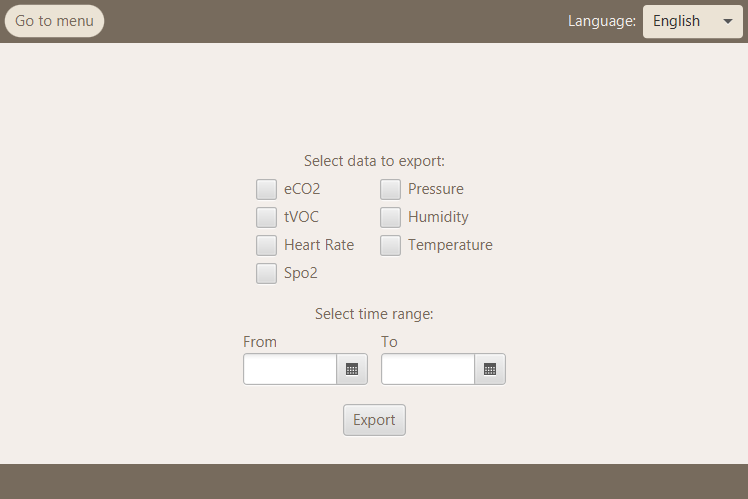 Go to menu Language: English
Select data to export:
eCO2 Pressure
tVOC Humidity
Heart Rate Temperature
Spo2
Select time range:
From To
Export